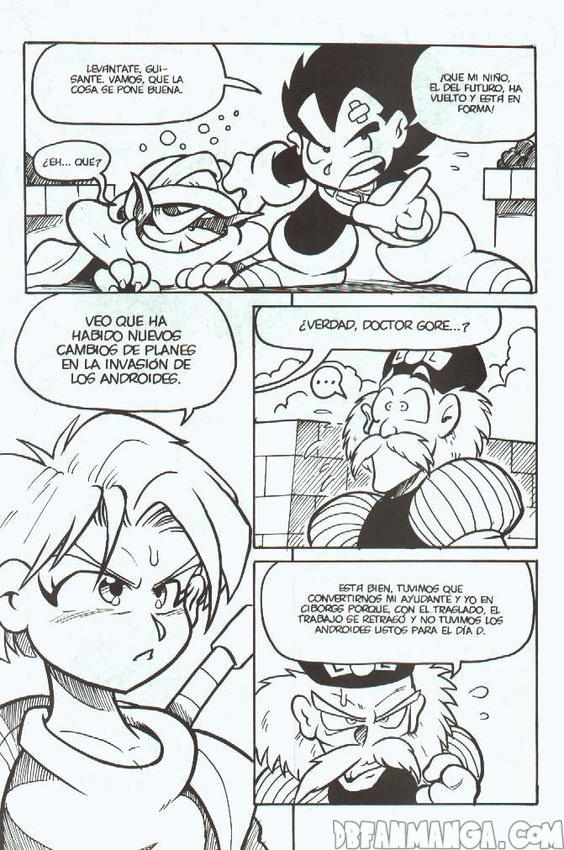 LEVÁNTATE, GUI-
SANTE. VAMOS, QUE LA
COSA SE PONE BUENA.
¡QUE MI NIÑO,
EL DEL FUTURO, HA
VUELTO Y ESTÁ EN
FORMA!
¿EH... QUÉ?
VEO QUE HA
HABIDO NUEVOS
CAMBIOS DE PLANES
EN LA INVASIÓN DE
LOS ANDROIDES.
¿VERDAD, DOCTOR GORE...?
...
ESTÁ BIEN, TUVIMOS QUE
CONVERTIRNOS MI AYUDANTE Y YO EN
CIBORGS PORQUE, CON EL TRASLADO, EL
TRABAJO SE RETRASÓ Y NO TUVIMOS LOS
ANDROIDES LISTOS PARA EL DÍA D.
DBFANMANGA.COM